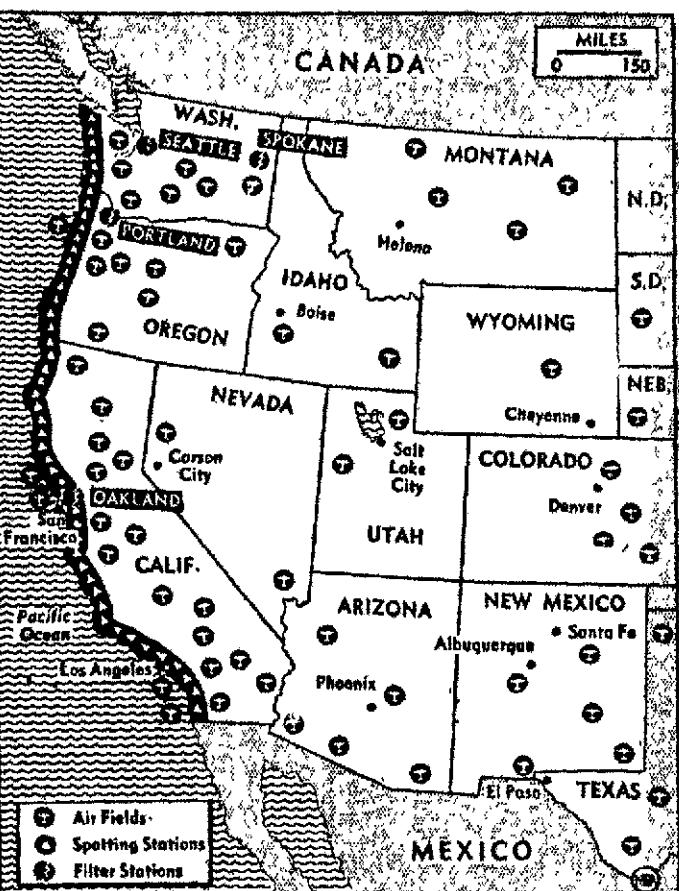 MILES
0 150
CANADA
WASH.
SEATTLE
SPOKANE
MONTANA
N.D.
PORTLAND
Helena
S.D.
IDAHO
Boise
OREGON
WYOMING
NEVADA
NEB.
Cheyenne
Carson
City
Salt
Lake
City
COLORADO
OAKLAND
Denver
San
Francisco
UTAH
CALIF.
Pacific
Ocean
ARIZONA
NEW MEXICO
Santa Fe
Albuquerque
Los Angeles
Phoenix
El Paso
TEXAS
Air Fields
Spotting Stations
Filter Stations
MEXICO